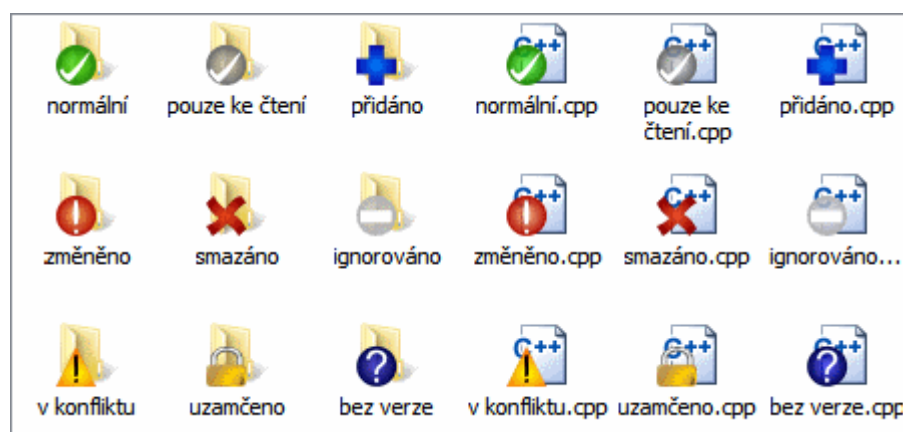 C++ C++ C++
normální pouze ke čtení přidáno normální.cpp pouze ke čtení.cpp přidáno.cpp
C++ C++ C++
změněno smazáno ignorováno změněno.cpp smazáno.cpp ignorováno...
C++ C++ C++
v konfliktu uzamčeno bez verze v konfliktu.cpp uzamčeno.cpp bez verze.cpp